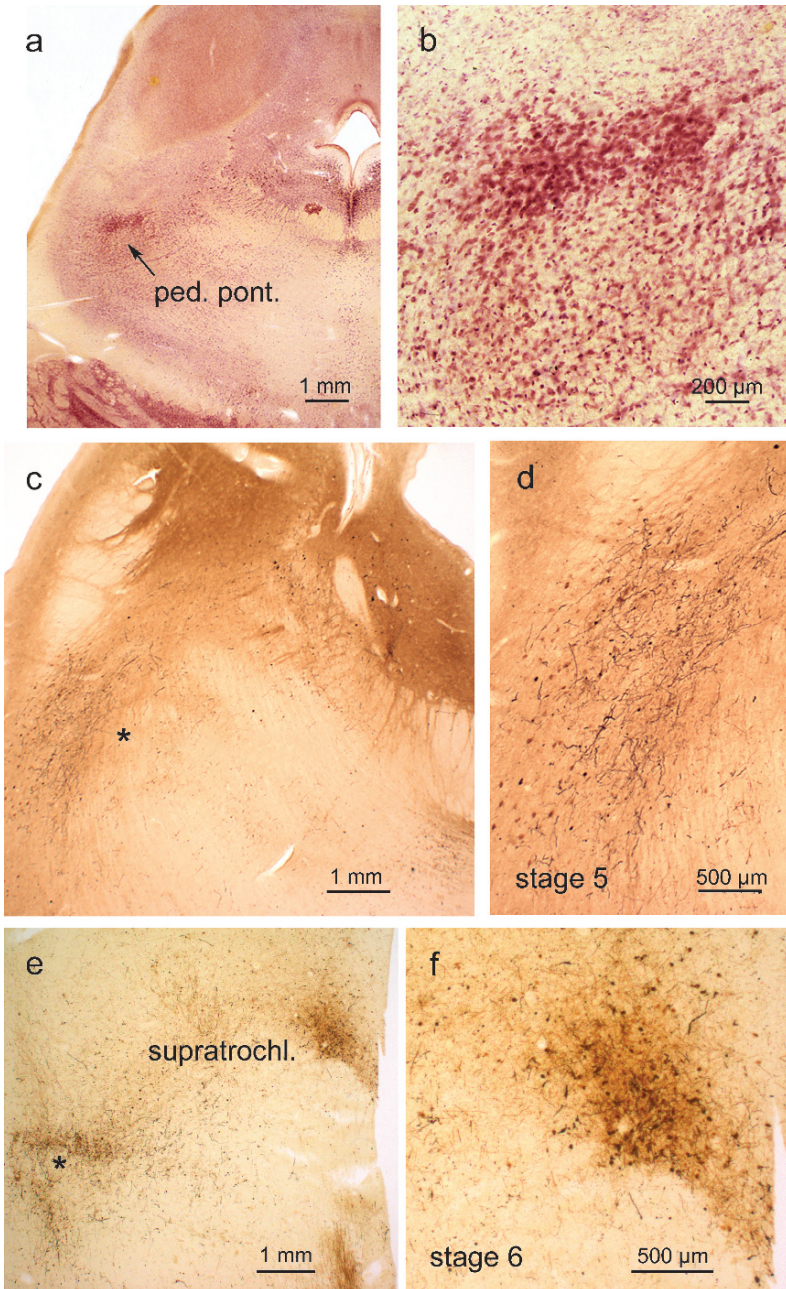 a
ped. pont.
1 mm
b
200 µm
c
*
1 mm
d
stage 5
500 µm
e
supratrochl.
*
1 mm
f
stage 6
500 µm